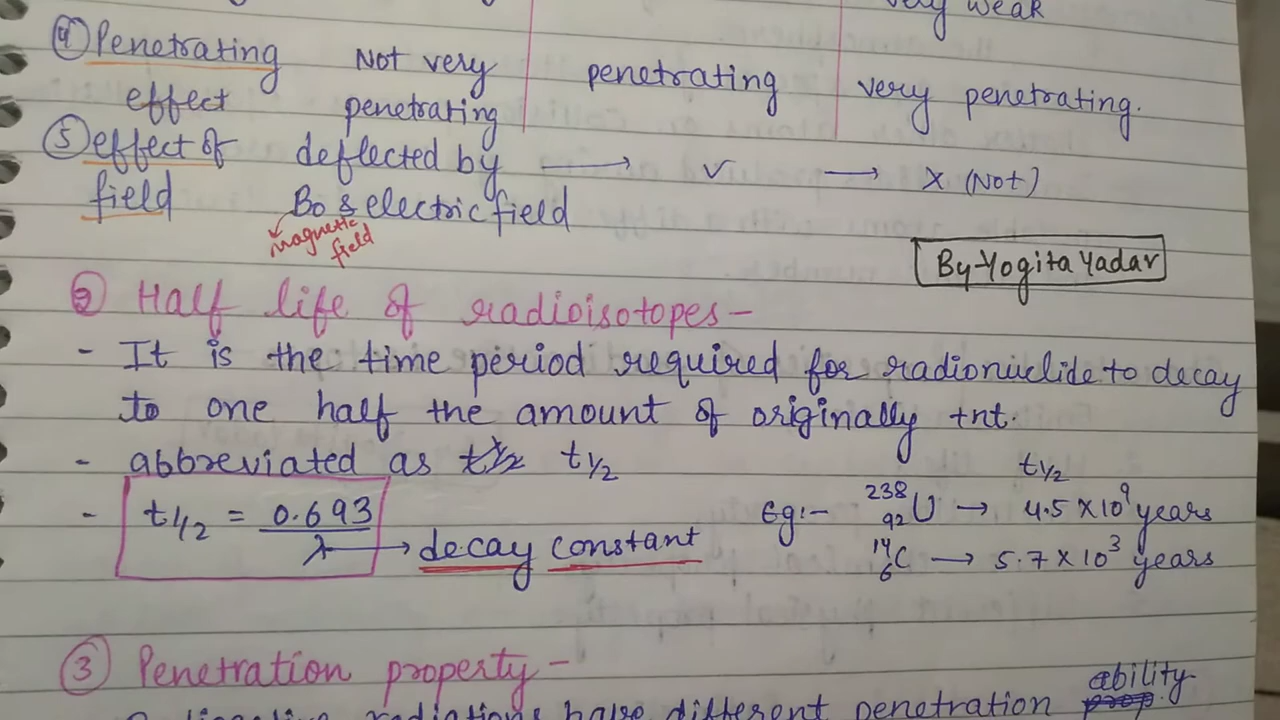 very weak
④ Penetrating effect Not very penetrating penetrating very penetrating.
⑤ effect of field deflected by Bo & electric field → ✓ → X (Not)
magnetic field
By-Yogita Yadav
② Half life of radioisotopes-
- It is the time period required for radionuclide to decay
to one half the amount of originally tnt.
- abbreviated as t½ t½
t½
- t1/2 = 0.693/λ → decay constant
Eg:- ²³⁸₉₂U → 4.5 × 10⁹ years
¹⁴₆C → 5.7 × 10³ years
③ Penetration property-
radiations have different penetration ability